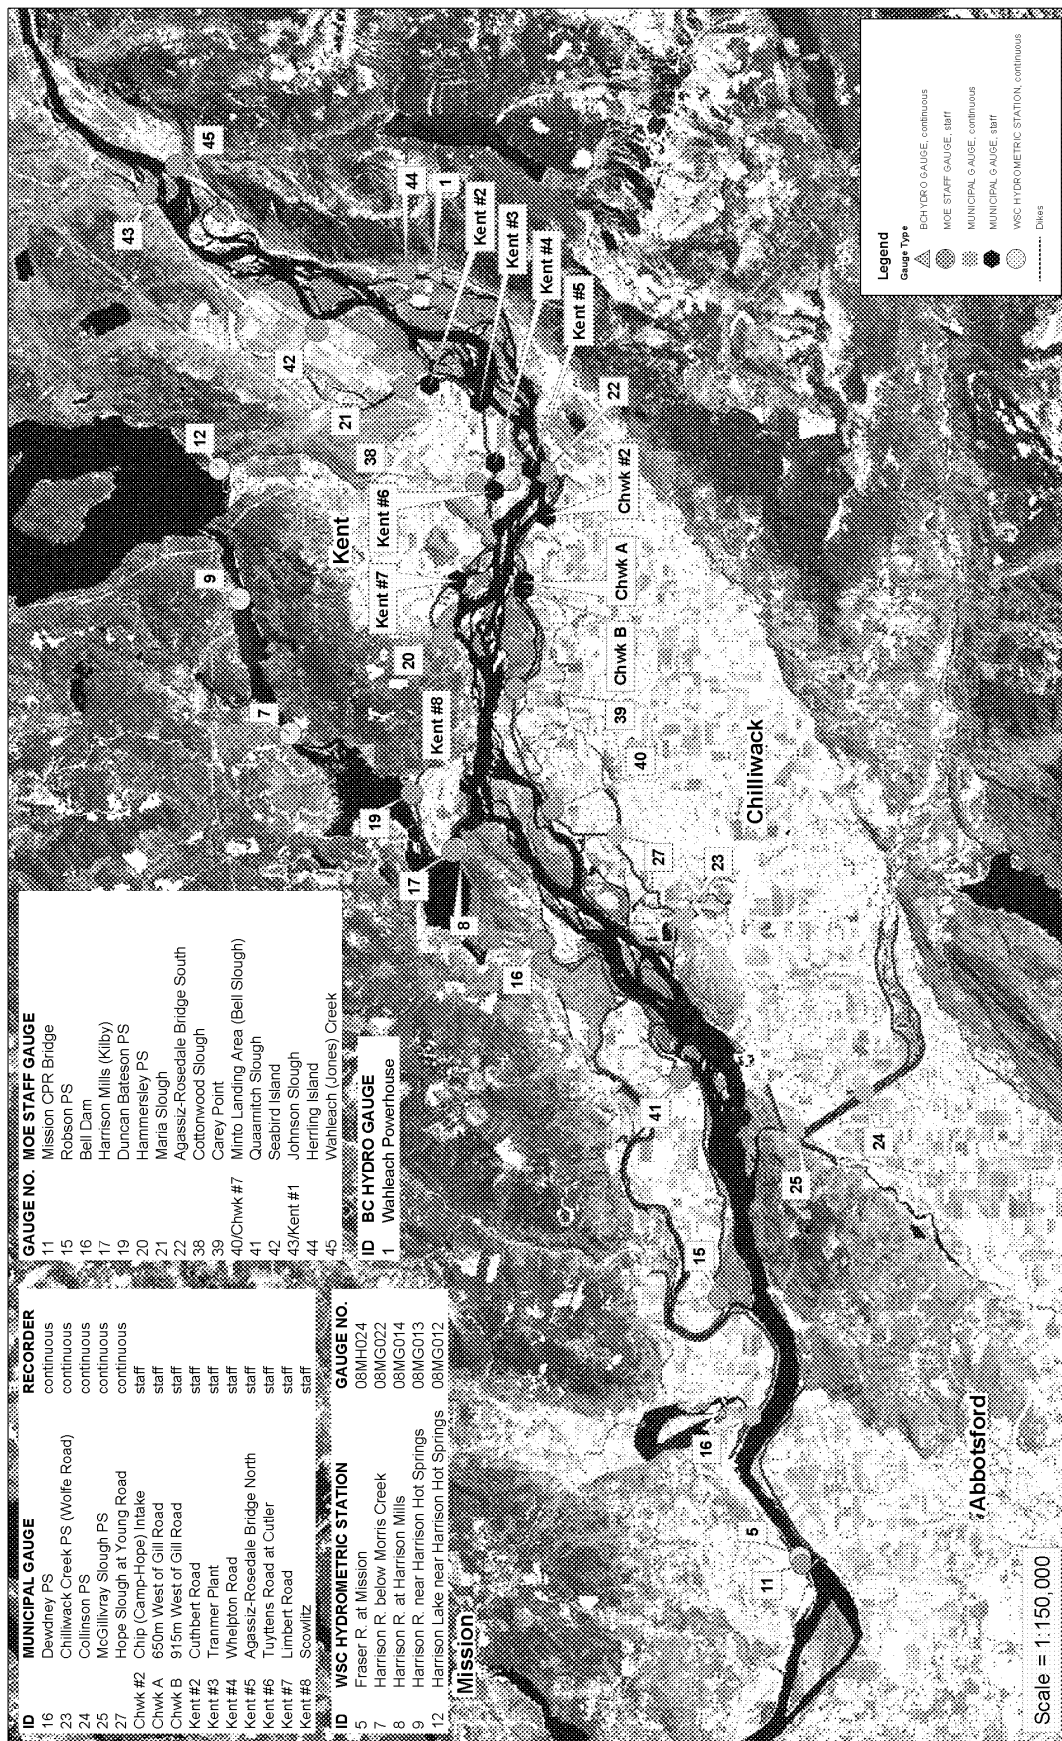 ID MUNICIPAL GAUGE RECORDER
16 Dewdney PS continuous
23 Chilliwack Creek PS (Wolfe Road) continuous
24 Collinson PS continuous
25 McGillivray Slough PS continuous
27 Hope Slough at Young Road continuous
Chwk #2 Chip (Camp-Hope) Intake staff
Chwk A 650m West of Gill Road staff
Chwk B 915m West of Gill Road staff
Kent #2 Cuthbert Road staff
Kent #3 Tranmer Plant staff
Kent #4 Whelpton Road staff
Kent #5 Agassiz-Rosedale Bridge North staff
Kent #6 Tuyttens Road at Cutler staff
Kent #7 Limbert Road staff
Kent #8 Scowlitz staff
ID WSC HYDROMETRIC STATION GAUGE NO.
5 Fraser R. at Mission 08MH024
7 Harrison R. below Morris Creek 08MG022
8 Harrison R. at Harrison Mills 08MG014
9 Harrison R. near Harrison Hot Springs 08MG013
12 Harrison Lake near Harrison Hot Springs 08MG012
GAUGE NO. MOE STAFF GAUGE
11 Mission CPR Bridge
15 Robson PS
16 Bell Dam
17 Harrison Mills (Kilby)
19 Duncan Bateson PS
20 Hammersley PS
21 Maria Slough
22 Agassiz-Rosedale Bridge South
38 Cottonwood Slough
39 Carey Point
40/Chwk #7 Minto Landing Area (Bell Slough)
41 Quaamitch Slough
42 Seabird Island
43/Kent #1 Johnson Slough
44 Herrling Island
45 Wahleach (Jones) Creek
ID BC HYDRO GAUGE
1 Wahleach Powerhouse
Mission
5
11
16
15
41
25
24
Abbotsford
16
8
17
19
7
9
12
20
Kent #8
Kent #7
Kent #6
Kent
38
21
42
43
45
44
1
Kent #2
Kent #3
Kent #4
Kent #5
22
Chwk #2
Chwk A
Chwk B
39
40
27
23
Chilliwack
Scale = 1:150,000
Legend
Gauge Type
BCHYDRO GAUGE, continuous
MOE STAFF GAUGE, staff
MUNICIPAL GAUGE, continuous
MUNICIPAL GAUGE, staff
WSC HYDROMETRIC STATION, continuous
Dikes